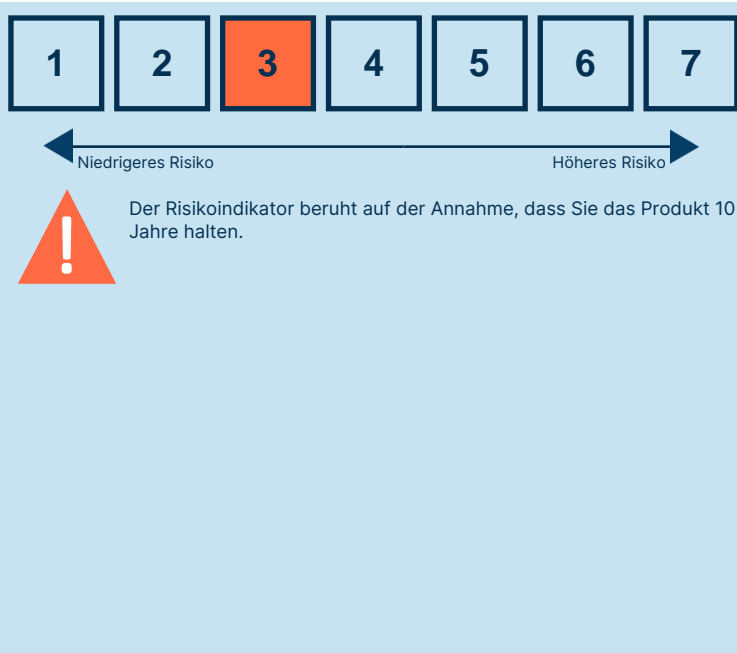 1 2 3 4 5 6 7
Niedrigeres Risiko Höheres Risiko
Der Risikoindikator beruht auf der Annahme, dass Sie das Produkt 10
Jahre halten.